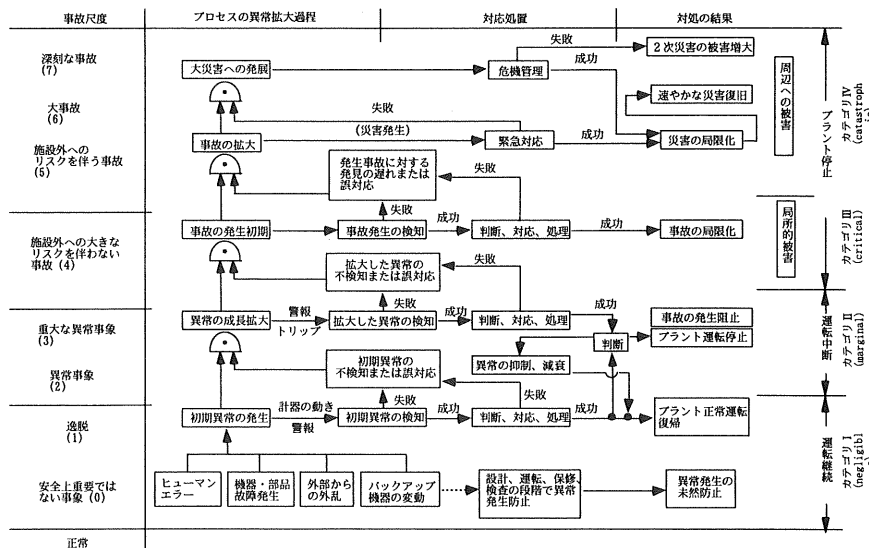 事故尺度
プロセスの異常拡大過程
対応処置
対処の結果
深刻な事故
(7)
大災害への発展
危機管理
失敗
成功
2次災害の被害増大
速やかな災害復旧
周辺への被害
大事故
(6)
失敗
(災害発生)
事故の拡大
緊急対応
成功
災害の局限化
施設外への
リスクを伴う事故
(5)
発生事故に対する
発見の遅れまたは
誤対応
失敗
プラント停止
カテゴリⅣ
(catastroph
施設外への大きな
リスクを伴わない
事故 (4)
事故の発生初期
失敗
事故発生の検知
成功
判断、対応、処理
成功
事故の局限化
局所的被害
カテゴリⅢ
(critical)
拡大した異常の
不検知または誤対応
失敗
重大な異常事象
(3)
異常の成長拡大
警報
トリップ
失敗
拡大した異常の検知
成功
判断、対応、処理
成功
判断
事故の発生阻止
プラント運転停止
運転中断
カテゴリⅡ
(marginal)
異常事象
(2)
初期異常の
不検知または誤対応
異常の抑制、減衰
失敗
逸脱
(1)
初期異常の発生
計器の動き
警報
失敗
初期異常の検知
成功
判断、対応、処理
成功
プラント正常運転
復帰
運転継続
カテゴリⅠ
(negligibl
安全上重要では
ない事象 (0)
ヒューマン
エラー
機器・部品
故障発生
外部から
の外乱
バックアップ
機器の変動
設計、運転、保修、
検査の段階で異常
発生防止
異常発生の
未然防止
正常